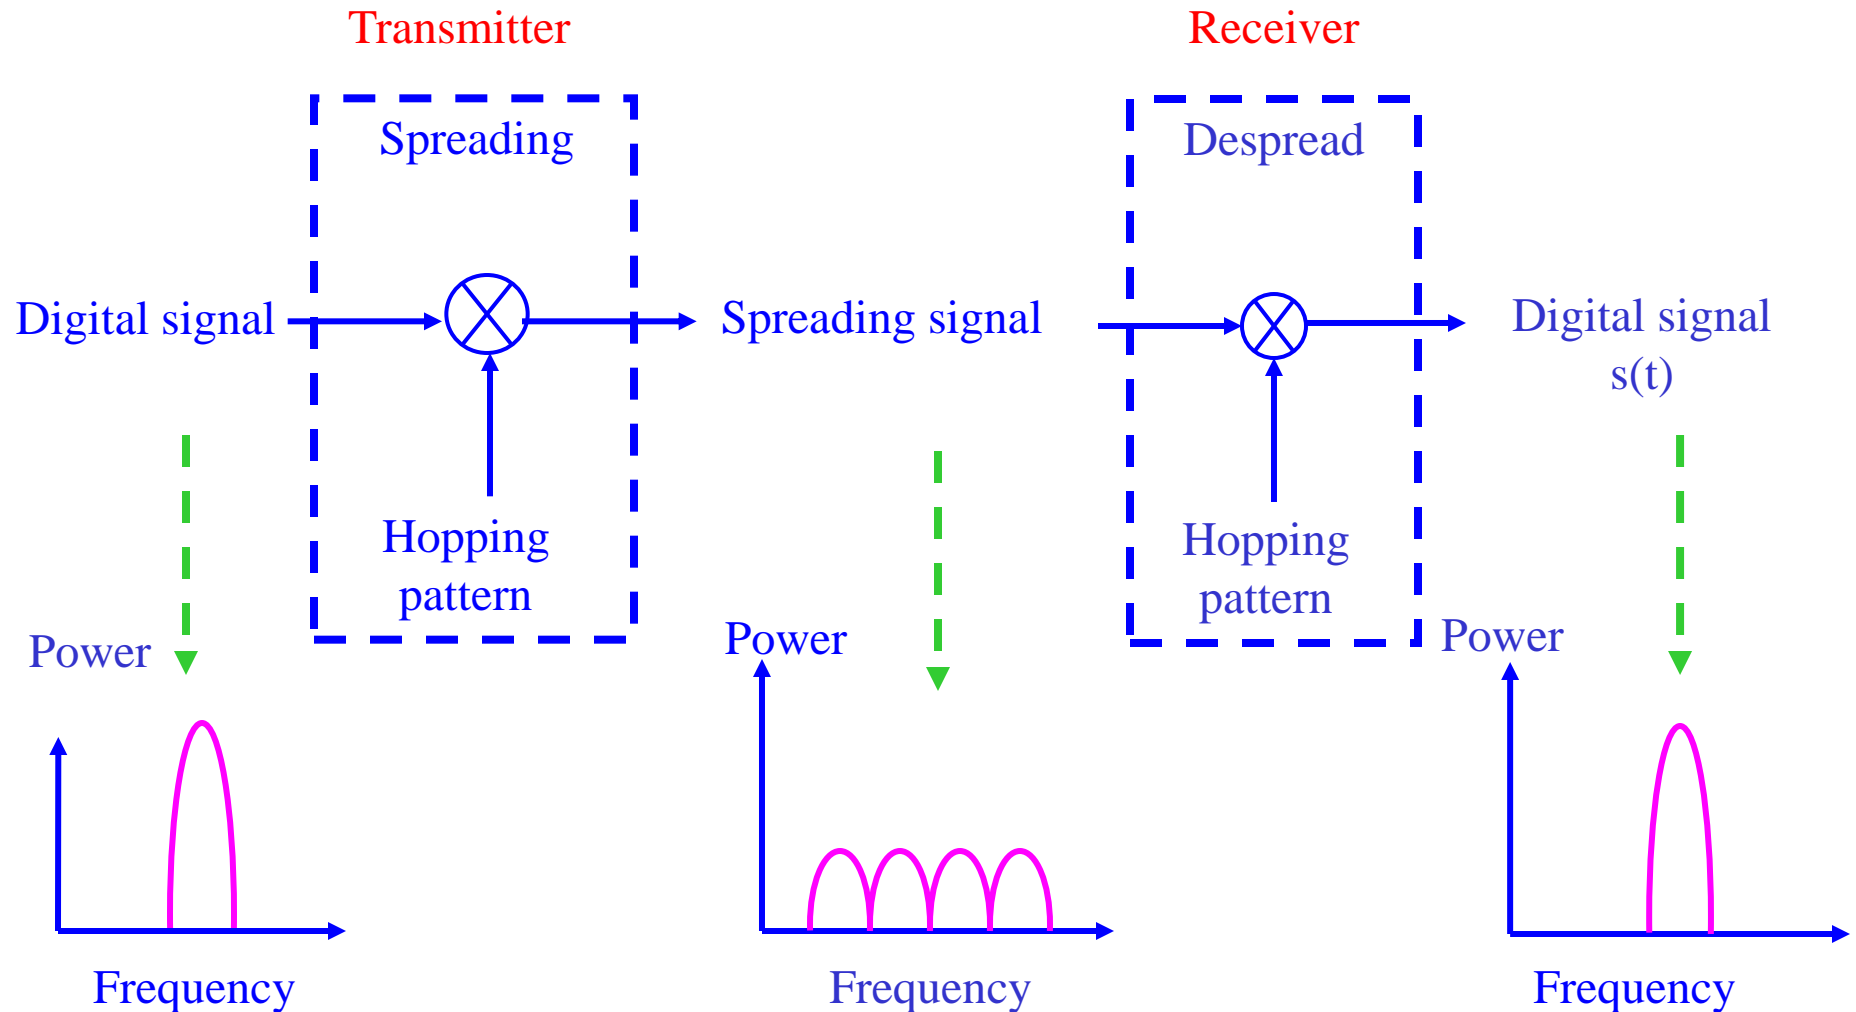 Transmitter
Receiver
Spreading
Despread
Digital signal
Spreading signal
Digital signal
s(t)
Hopping
pattern
Hopping
pattern
Power
Power
Power
Frequency
Frequency
Frequency